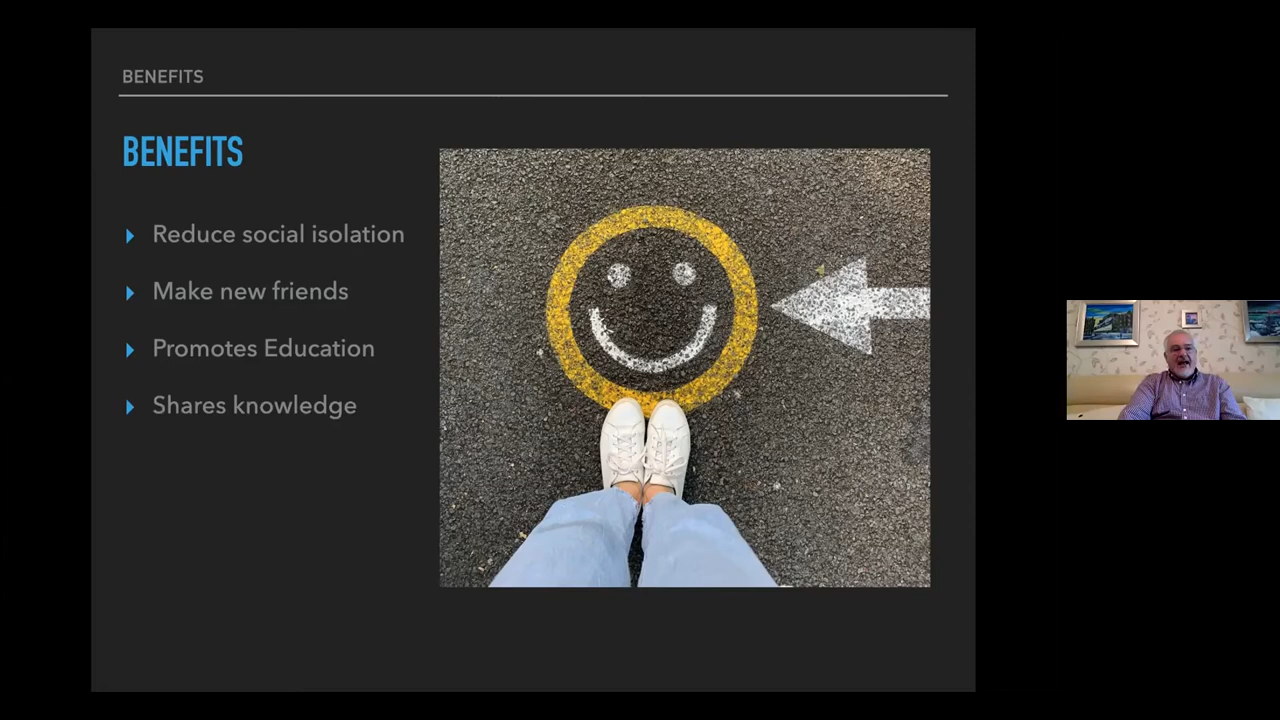 BENEFITS
BENEFITS
Reduce social isolation
Make new friends
Promotes Education
Shares knowledge